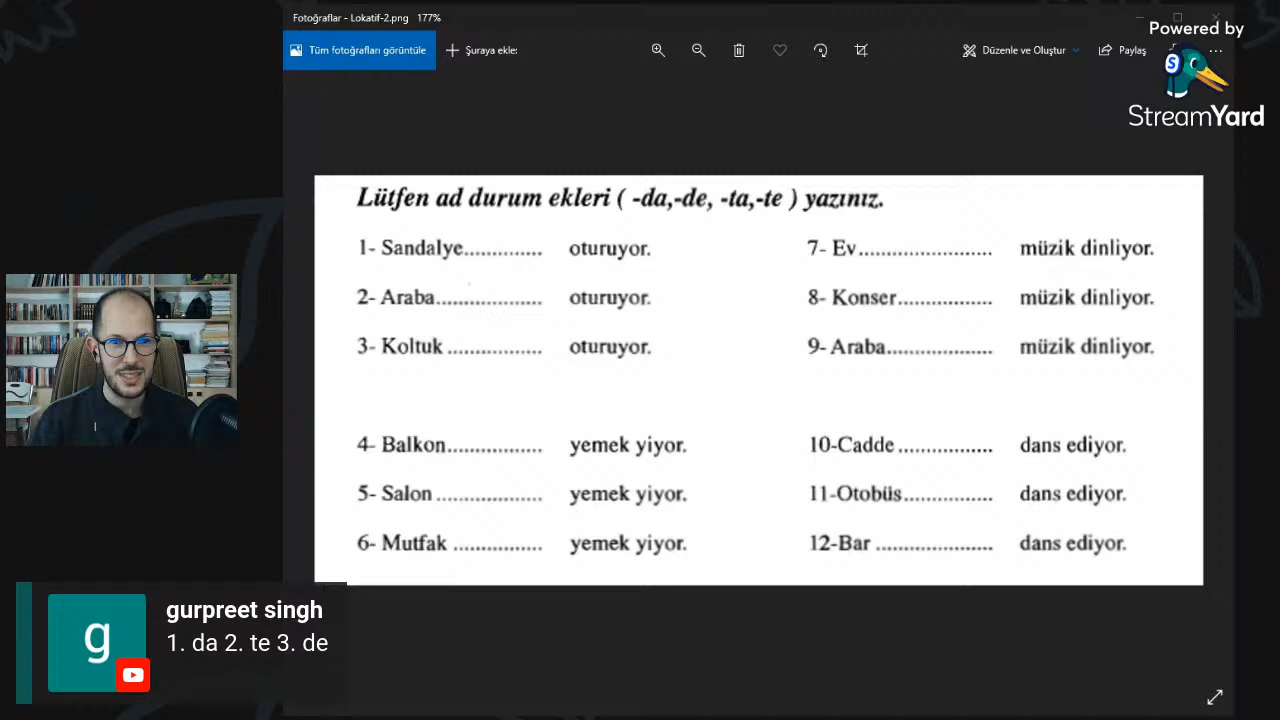 Fotoğraflar - Lokatif-2.png 177%
Powered by
Tüm fotoğrafları görüntüle
Şuraya ekle:
Düzenle ve Oluştur
Paylaş
S
StreamYard
Lütfen ad durum ekleri ( -da,-de, -ta,-te ) yazınız.
1- Sandalye.............. oturuyor.
7- Ev........................ müzik dinliyor.
2- Araba................... oturuyor.
8- Konser................. müzik dinliyor.
3- Koltuk ................. oturuyor.
9- Araba................... müzik dinliyor.
4- Balkon................. yemek yiyor.
10-Cadde ................. dans ediyor.
5- Salon ................... yemek yiyor.
11-Otobüs................ dans ediyor.
6- Mutfak ................ yemek yiyor.
12-Bar ..................... dans ediyor.
g
gurpreet singh
1. da 2. te 3. de